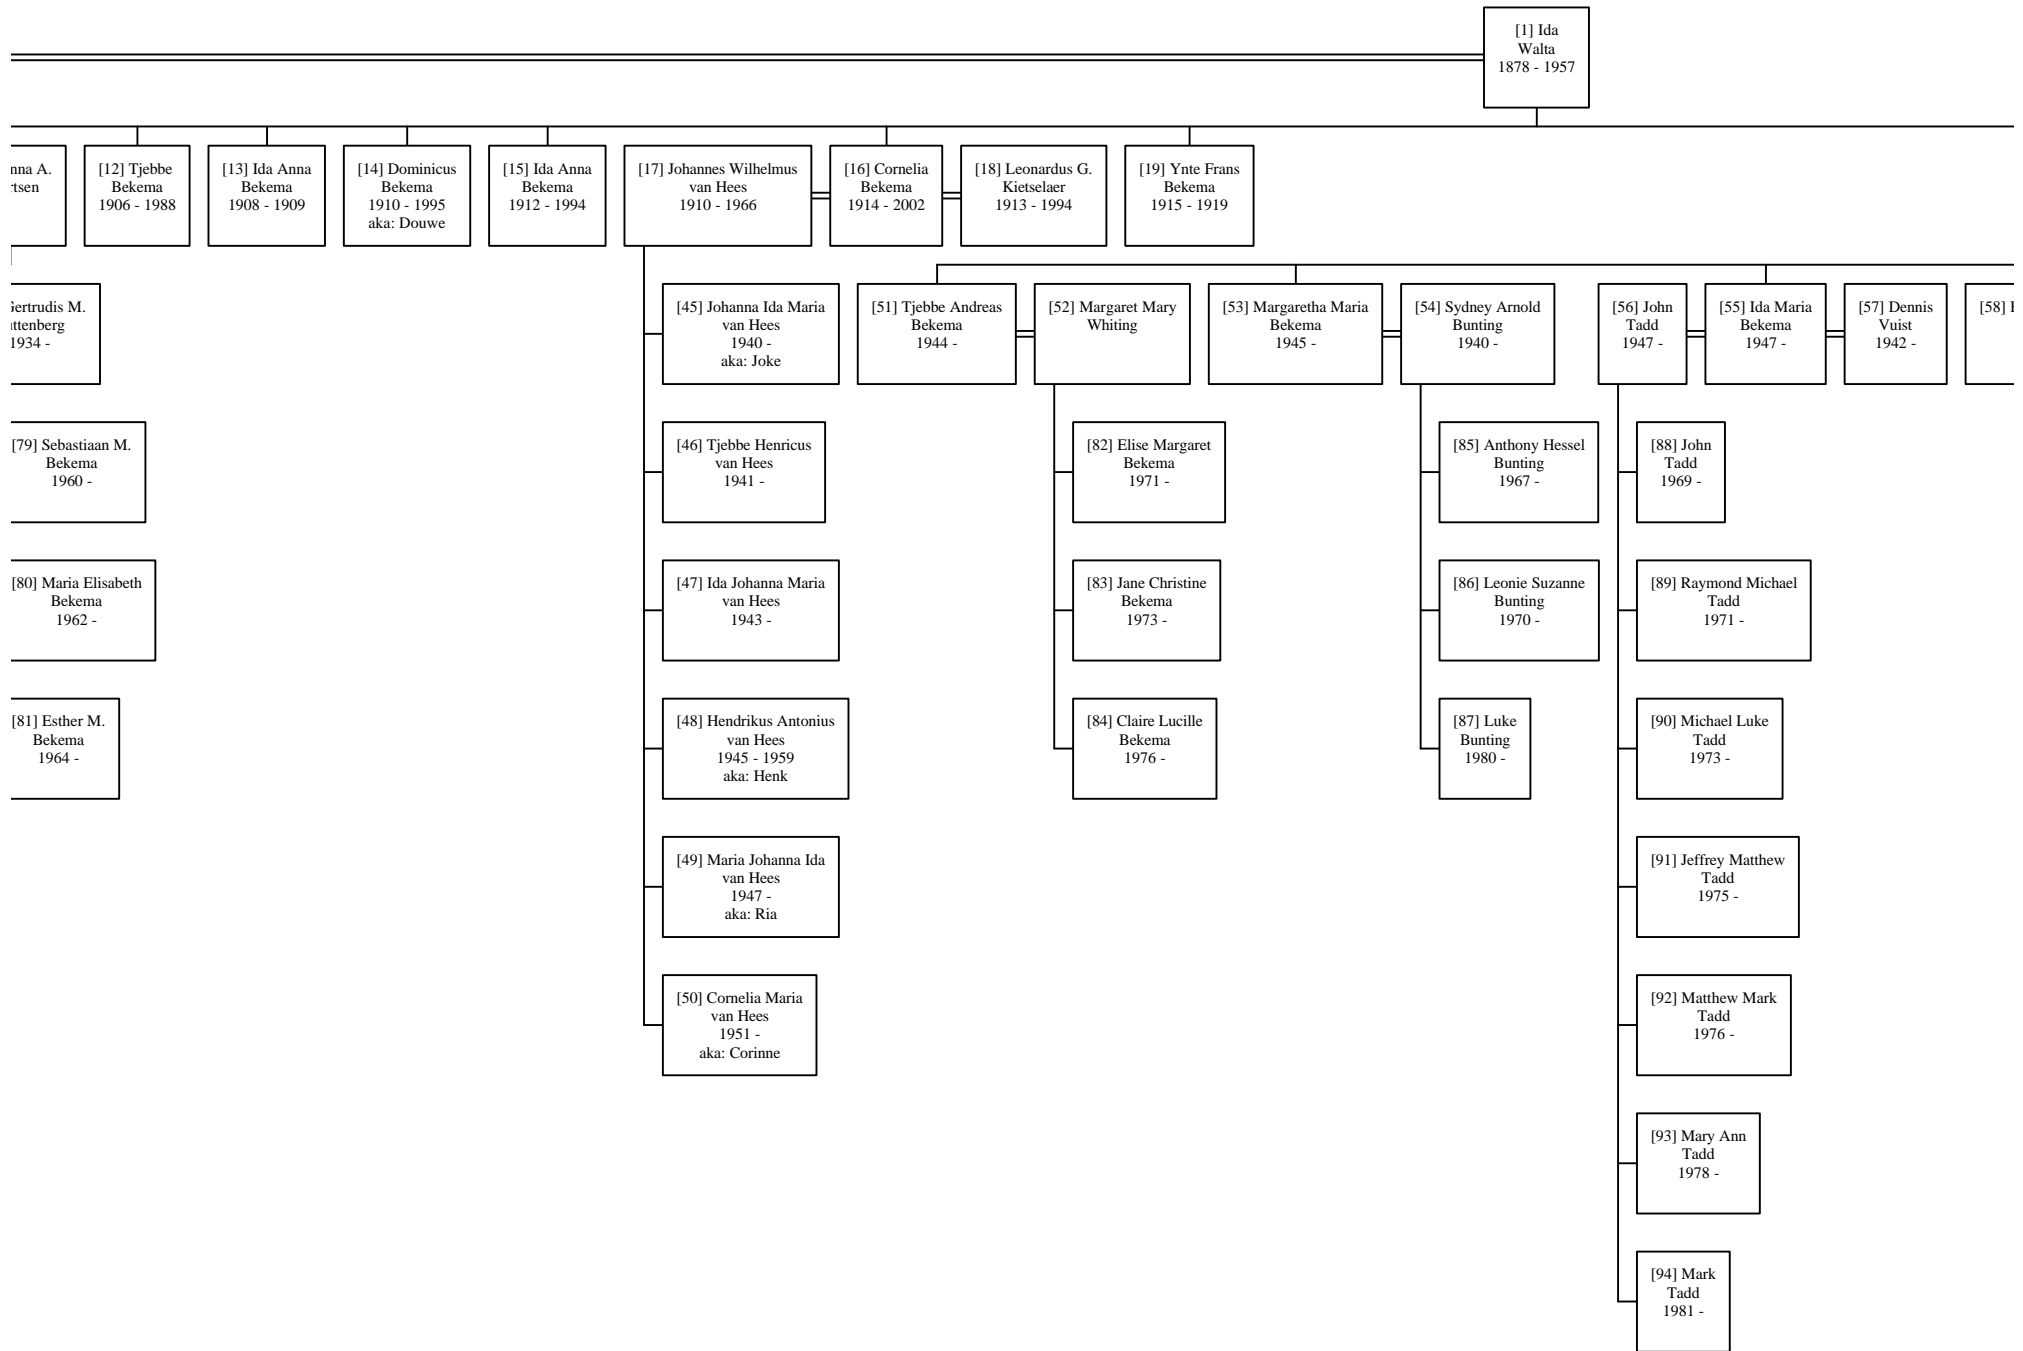 [1] Ida
Walta
1878 - 1957
nna A.
rtsen
[12] Tjebbe
Bekema
1906 - 1988
[13] Ida Anna
Bekema
1908 - 1909
[14] Dominicus
Bekema
1910 - 1995
aka: Douwe
[15] Ida Anna
Bekema
1912 - 1994
[17] Johannes Wilhelmus
van Hees
1910 - 1966
[16] Cornelia
Bekema
1914 - 2002
[18] Leonardus G.
Kietselaer
1913 - 1994
[19] Ynte Frans
Bekema
1915 - 1919
Gertrudis M.
ttenberg
1934 -
[45] Johanna Ida Maria
van Hees
1940 -
aka: Joke
[51] Tjebbe Andreas
Bekema
1944 -
[52] Margaret Mary
Whiting
[53] Margaretha Maria
Bekema
1945 -
[54] Sydney Arnold
Bunting
1940 -
[56] John
Tadd
1947 -
[55] Ida Maria
Bekema
1947 -
[57] Dennis
Vuist
1942 -
[58]
[79] Sebastiaan M.
Bekema
1960 -
[46] Tjebbe Henricus
van Hees
1941 -
[82] Elise Margaret
Bekema
1971 -
[85] Anthony Hessel
Bunting
1967 -
[88] John
Tadd
1969 -
[80] Maria Elisabeth
Bekema
1962 -
[47] Ida Johanna Maria
van Hees
1943 -
[83] Jane Christine
Bekema
1973 -
[86] Leonie Suzanne
Bunting
1970 -
[89] Raymond Michael
Tadd
1971 -
[81] Esther M.
Bekema
1964 -
[48] Hendrikus Antonius
van Hees
1945 - 1959
aka: Henk
[84] Claire Lucille
Bekema
1976 -
[87] Luke
Bunting
1980 -
[90] Michael Luke
Tadd
1973 -
[49] Maria Johanna Ida
van Hees
1947 -
aka: Ria
[91] Jeffrey Matthew
Tadd
1975 -
[50] Cornelia Maria
van Hees
1951 -
aka: Corinne
[92] Matthew Mark
Tadd
1976 -
[93] Mary Ann
Tadd
1978 -
[94] Mark
Tadd
1981 -